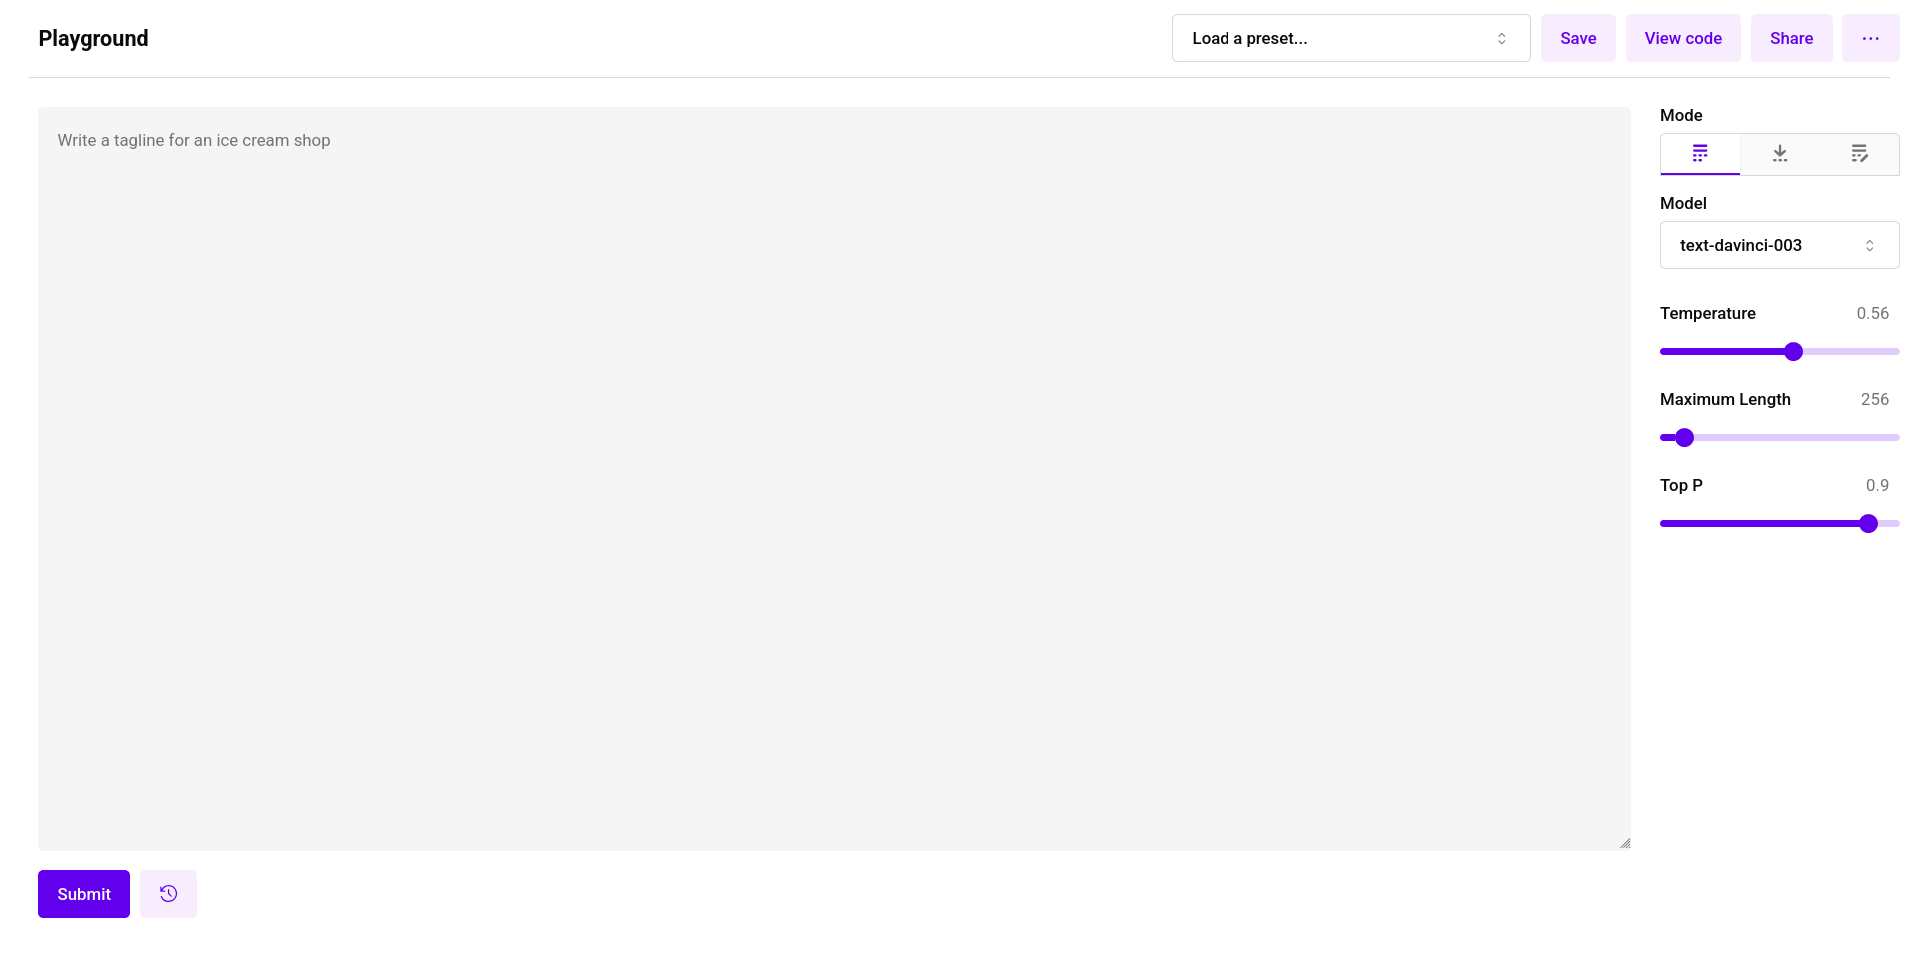 Playground
Load a preset...
Save
View code
Share
Write a tagline for an ice cream shop
Mode
Model
text-davinci-003
Temperature
0.56
Maximum Length
256
Top P
0.9
Submit